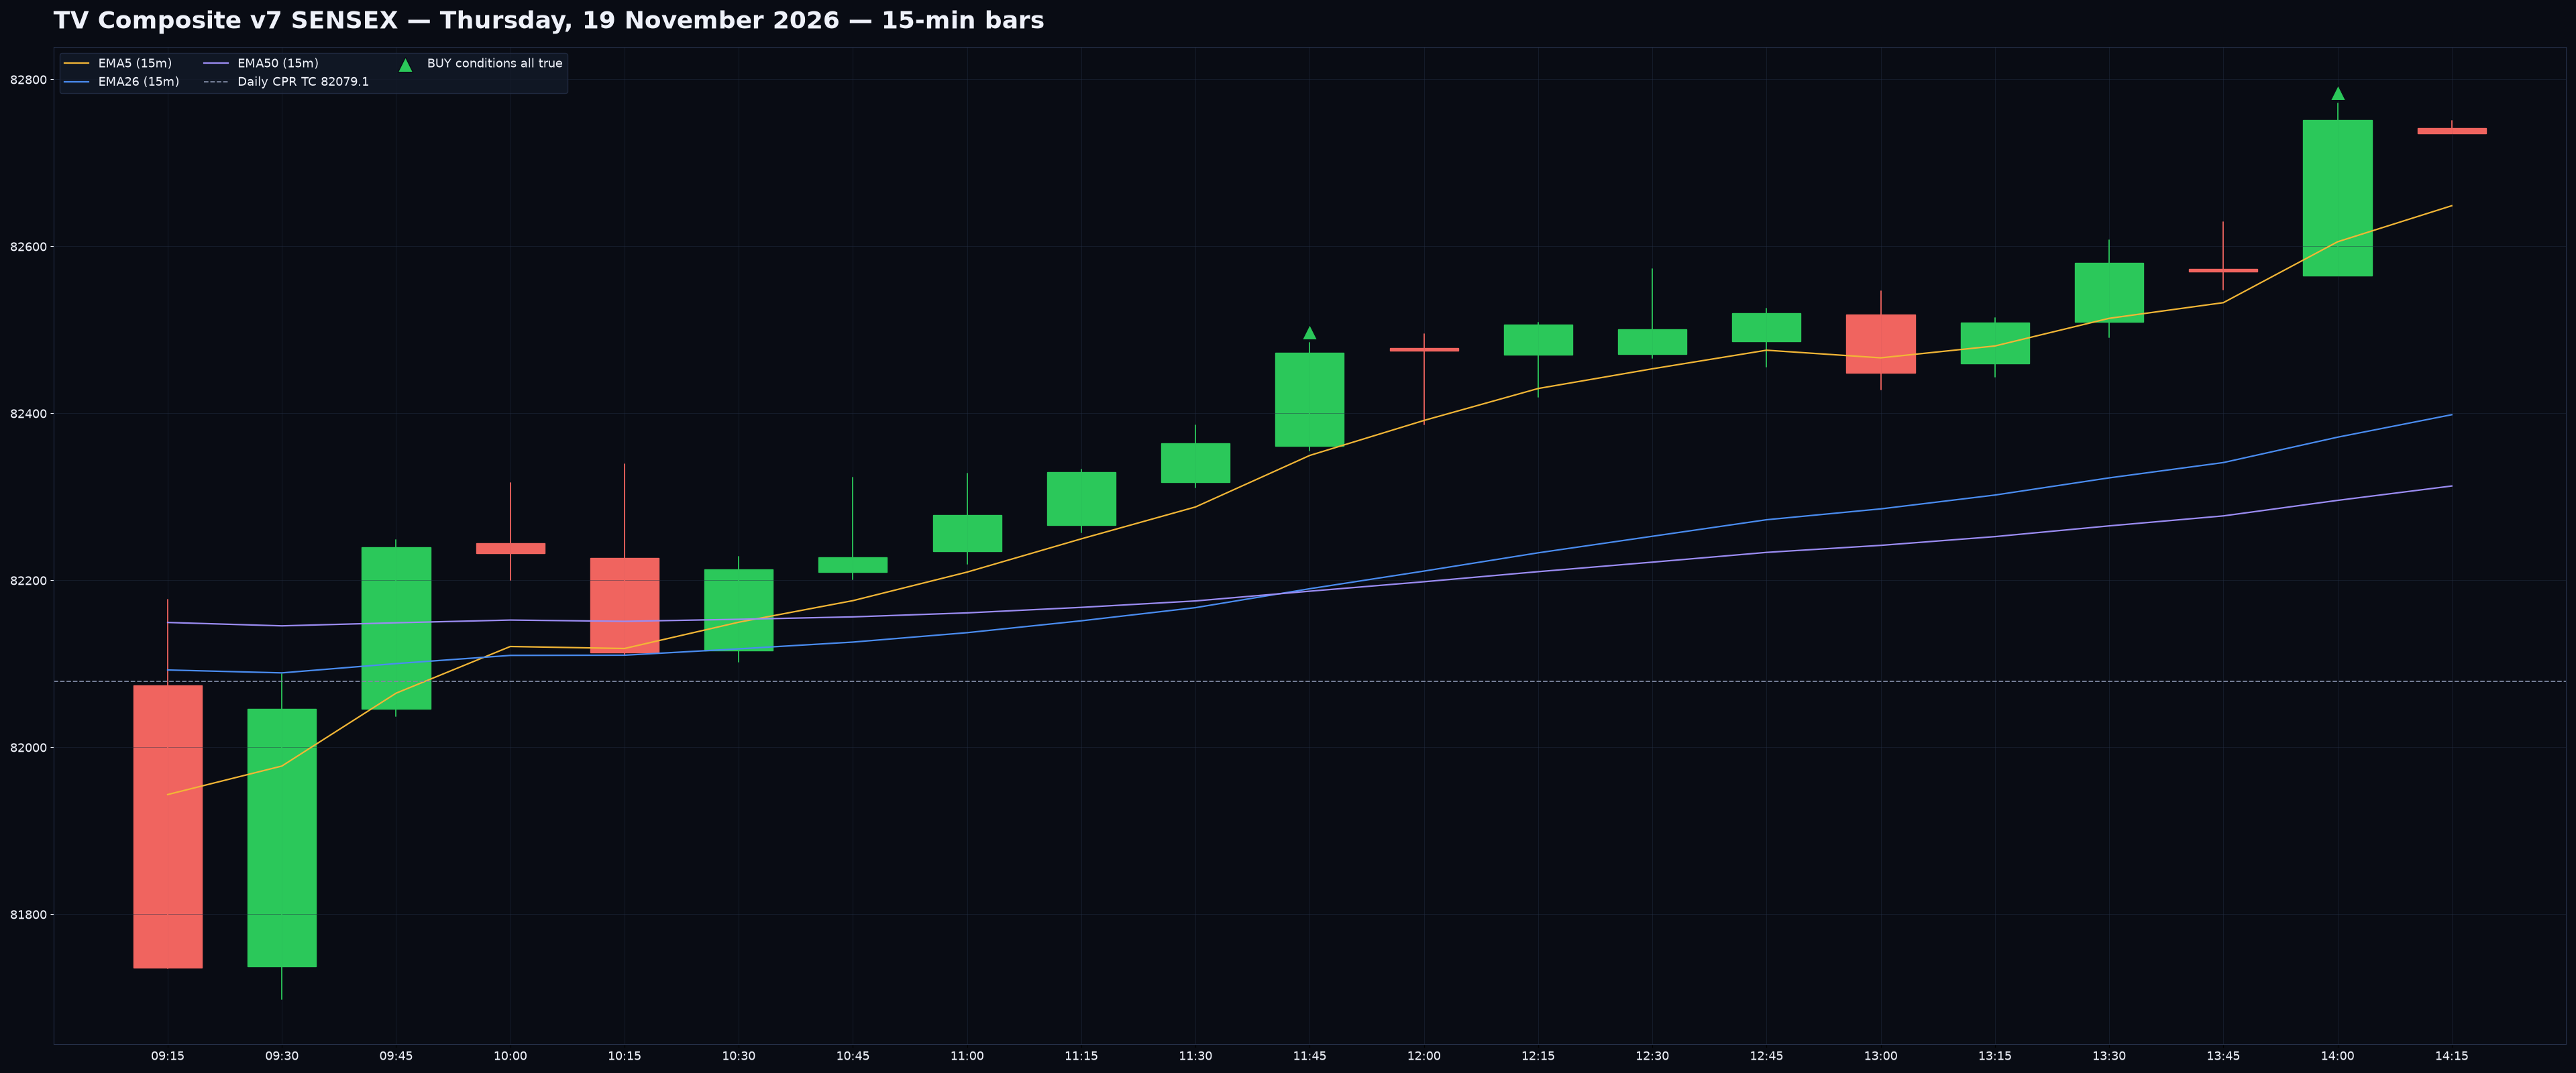 TV Composite v7 SENSEX — Thursday, 19 November 2026 — 15-min bars
EMA5 (15m)
EMA26 (15m)
EMA50 (15m)
Daily CPR TC 82079.1
BUY conditions all true
82800
82600
82400
82200
82000
81800
09:15 09:30 09:45 10:00 10:15 10:30 10:45 11:00 11:15 11:30 11:45 12:00 12:15 12:30 12:45 13:00 13:15 13:30 13:45 14:00 14:15